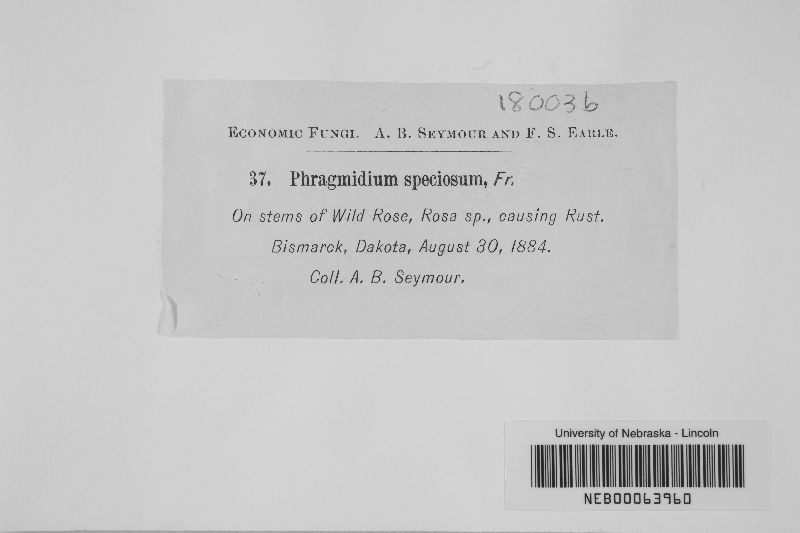 180036
Economic Fungi. A. B. Seymour and F. S. Earle.
37. Phragmidium speciosum, Fr.
On stems of Wild Rose, Rosa sp., causing Rust.
Bismarck, Dakota, August 30, 1884.
Coll. A. B. Seymour.
University of Nebraska - Lincoln
NEB00063960